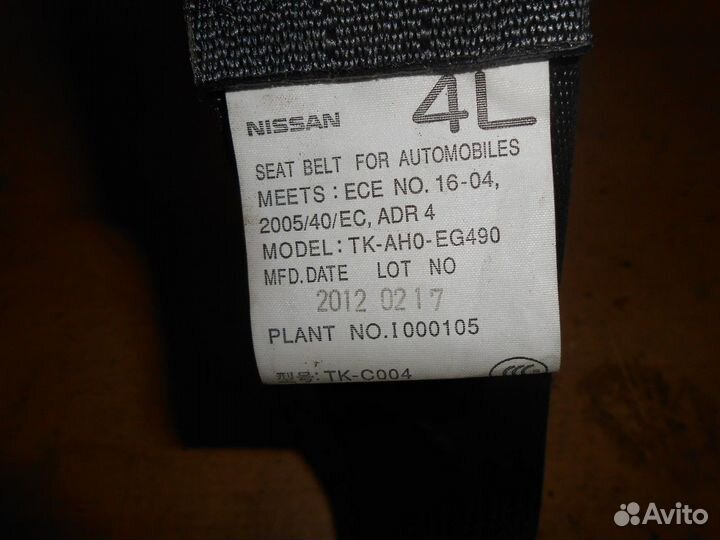 NISSAN 4L
SEAT BELT FOR AUTOMOBILES
MEETS : ECE NO. 16-04,
2005/40/EC, ADR 4
MODEL: TK-AH0-EG490
MFD.DATE LOT NO
2012 0217
PLANT NO.I000105
型号: TK-C004
CCC
Avito